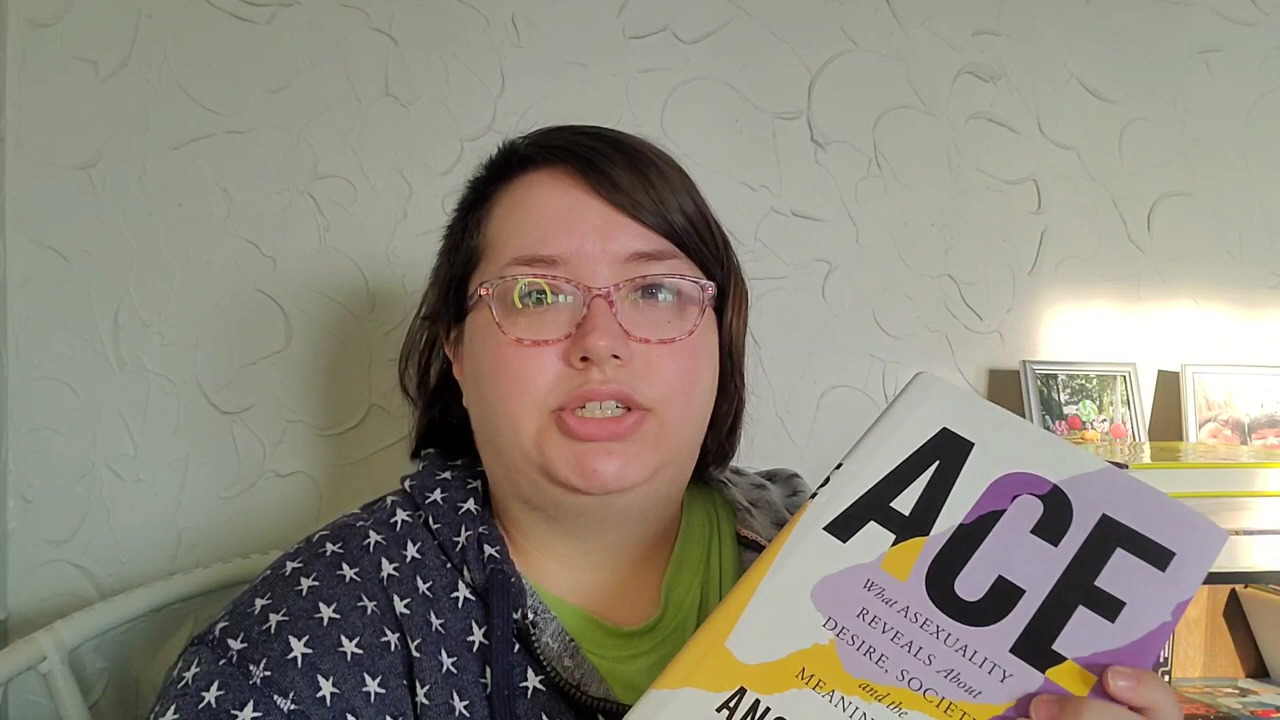 ACE
What ASEXUALITY
REVEALS About
DESIRE, SOCIETY
and the